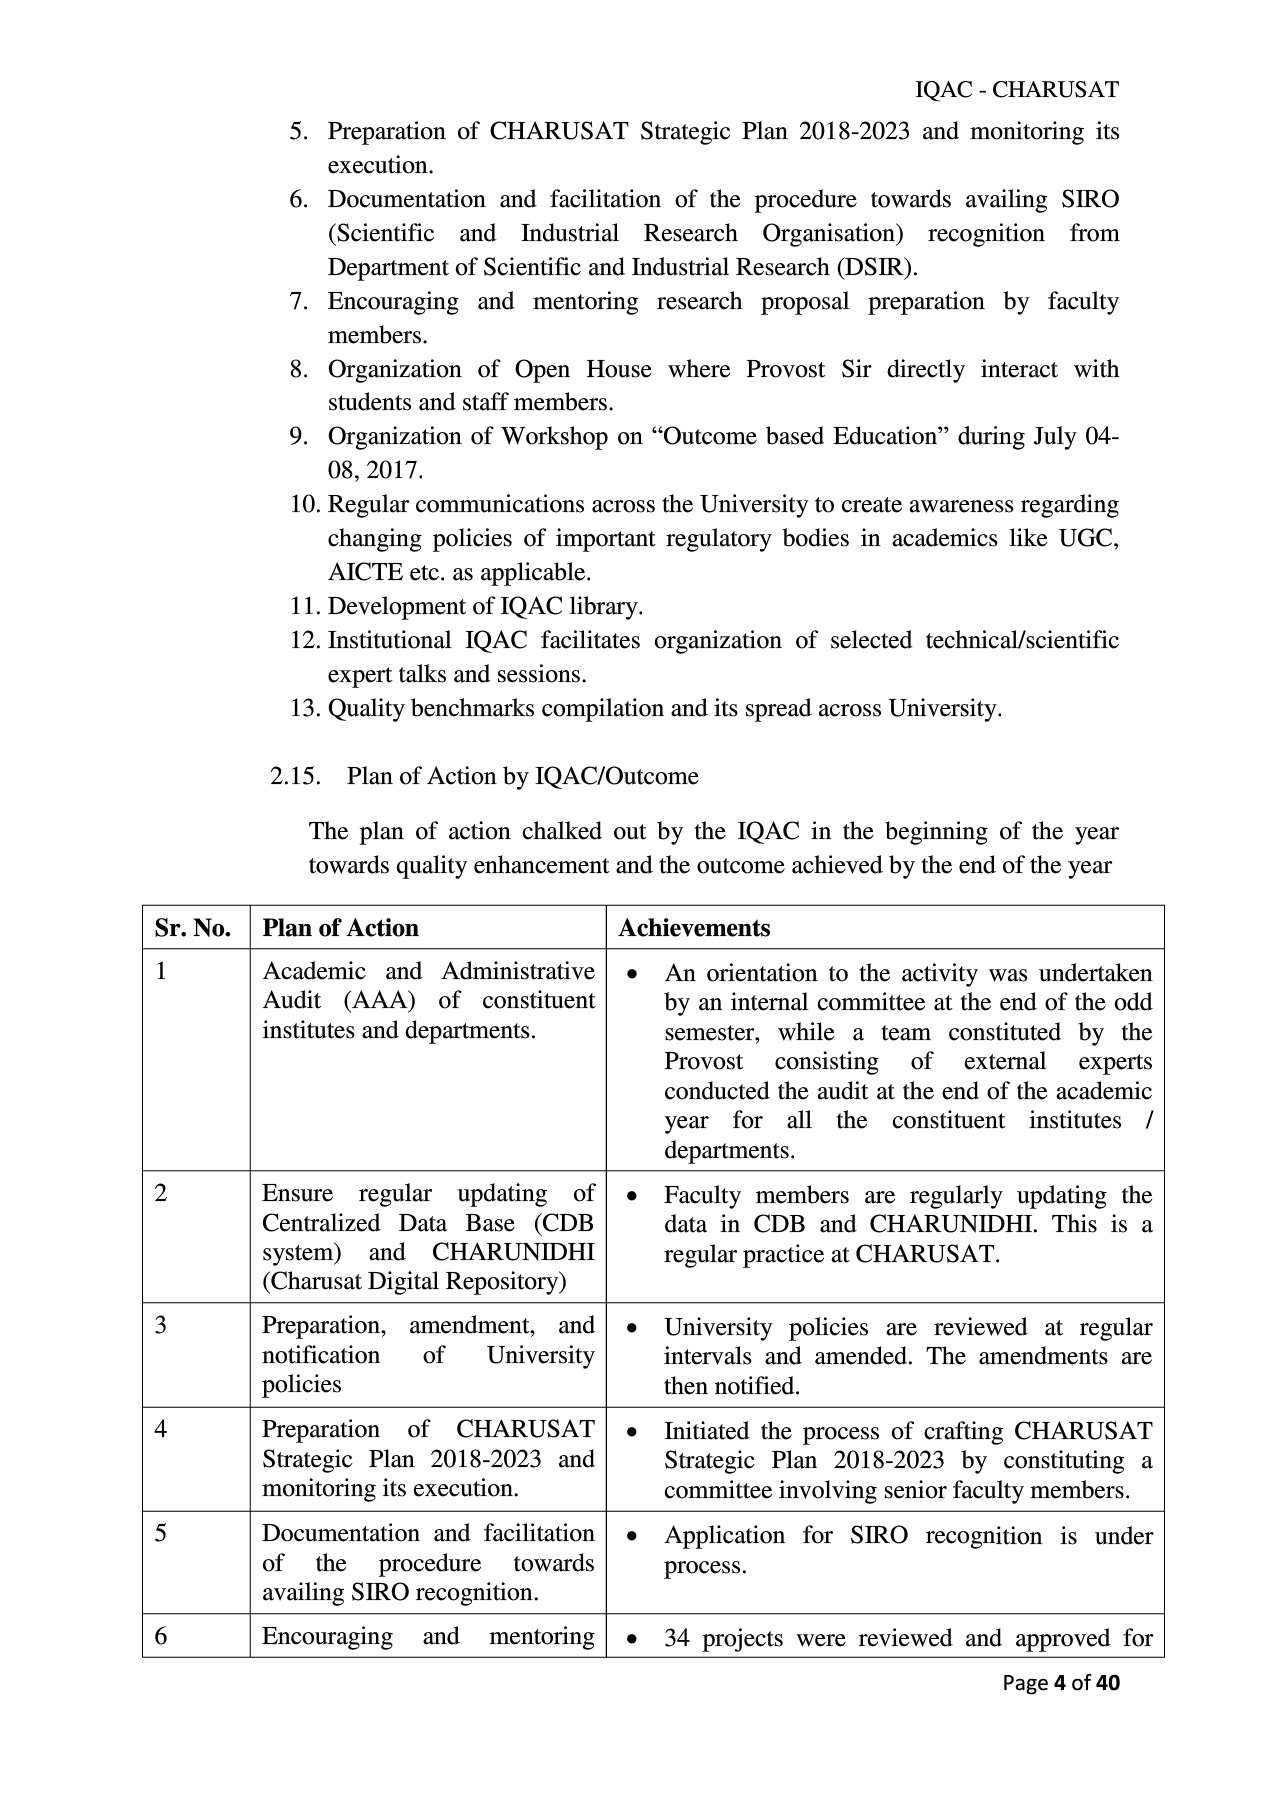 IQAC - CHARUSAT
5. Preparation of CHARUSAT Strategic Plan 2018-2023 and monitoring its
execution.
6. Documentation and facilitation of the procedure towards availing SIRO
(Scientific and Industrial Research Organisation) recognition from
Department of Scientific and Industrial Research (DSIR).
7. Encouraging and mentoring research proposal preparation by faculty
members.
8. Organization of Open House where Provost Sir directly interact with
students and staff members.
9. Organization of Workshop on “Outcome based Education” during July 04-
08, 2017.
10. Regular communications across the University to create awareness regarding
changing policies of important regulatory bodies in academics like UGC,
AICTE etc. as applicable.
11. Development of IQAC library.
12. Institutional IQAC facilitates organization of selected technical/scientific
expert talks and sessions.
13. Quality benchmarks compilation and its spread across University.
2.15. Plan of Action by IQAC/Outcome
The plan of action chalked out by the IQAC in the beginning of the year
towards quality enhancement and the outcome achieved by the end of the year
Sr. No. Plan of Action Achievements
1
Academic and Administrative
Audit (AAA) of constituent
institutes and departments.
• An orientation to the activity was undertaken
by an internal committee at the end of the odd
semester, while a team constituted by the
Provost consisting of external experts
conducted the audit at the end of the academic
year for all the constituent institutes /
departments.
2
Ensure regular updating of
Centralized Data Base (CDB
system) and CHARUNIDHI
(Charusat Digital Repository)
• Faculty members are regularly updating the
data in CDB and CHARUNIDHI. This is a
regular practice at CHARUSAT.
3
Preparation, amendment, and
notification of University
policies
• University policies are reviewed at regular
intervals and amended. The amendments are
then notified.
4
Preparation of CHARUSAT
Strategic Plan 2018-2023 and
monitoring its execution.
• Initiated the process of crafting CHARUSAT
Strategic Plan 2018-2023 by constituting a
committee involving senior faculty members.
5
Documentation and facilitation
of the procedure towards
availing SIRO recognition.
• Application for SIRO recognition is under
process.
6
Encouraging and mentoring
• 34 projects were reviewed and approved for
Page 4 of 40